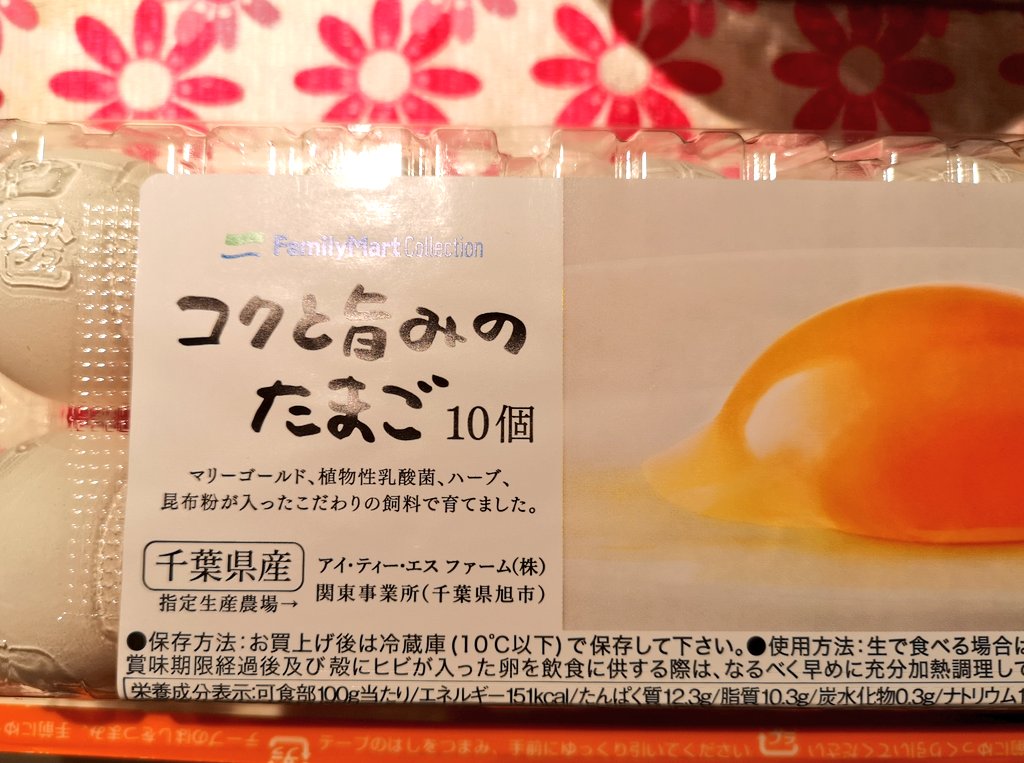 FamilyMart Collection
コクと旨みの
たまご 10個
マリーゴールド、植物性乳酸菌、ハーブ、
昆布粉が入ったこだわりの飼料で育てました。
千葉県産
指定生産農場→
アイ・ティー・エス ファーム(株)
関東事業所(千葉県旭市)
●保存方法:お買上げ後は冷蔵庫(10℃以下)で保存して下さい。●使用方法:生で食べる場合は
賞味期限経過後及び殻にヒビが入った卵を飲食に供する際は、なるべく早めに充分加熱調理して
栄養成分表示:可食部100g当たり/エネルギー151kcal/たんぱく質12.3g/脂質10.3g/炭水化物0.3g/ナトリウム1
テープのはしをつまみ、手前にゆっくり引いてください